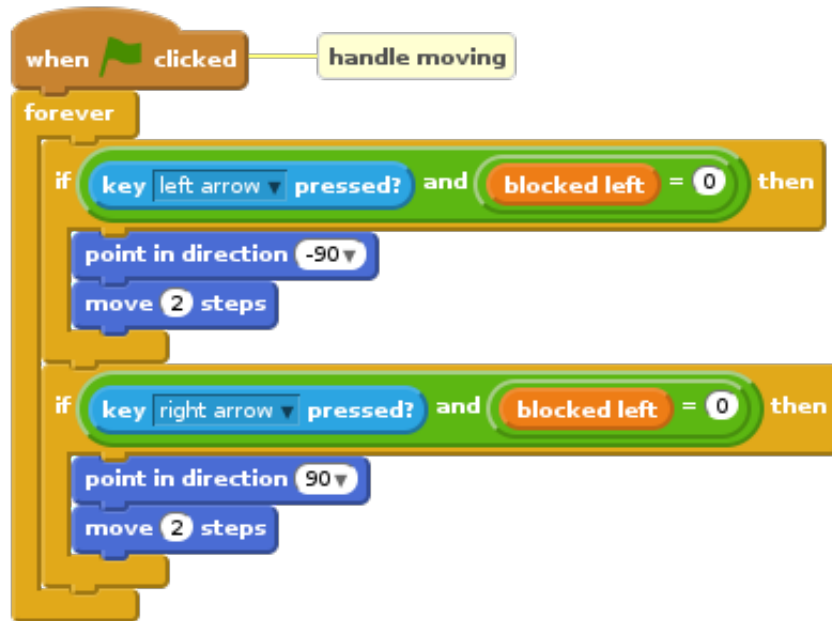 when clicked
handle moving
forever
if key left arrow pressed? and blocked left = 0 then
point in direction -90
move 2 steps
if key right arrow pressed? and blocked left = 0 then
point in direction 90
move 2 steps